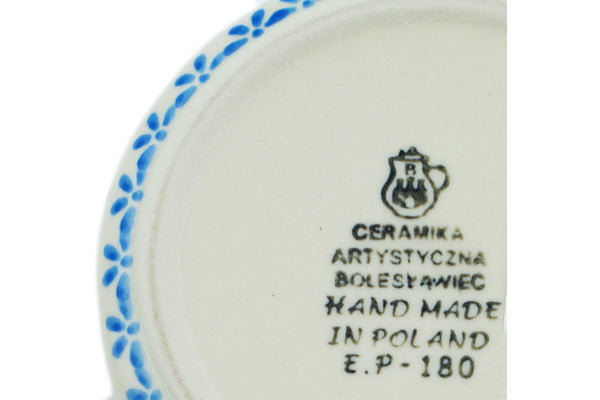 B
CERAMIKA
ARTYSTYCZNA
BOLESŁAWIEC
HAND MADE
IN POLAND
E.P-180